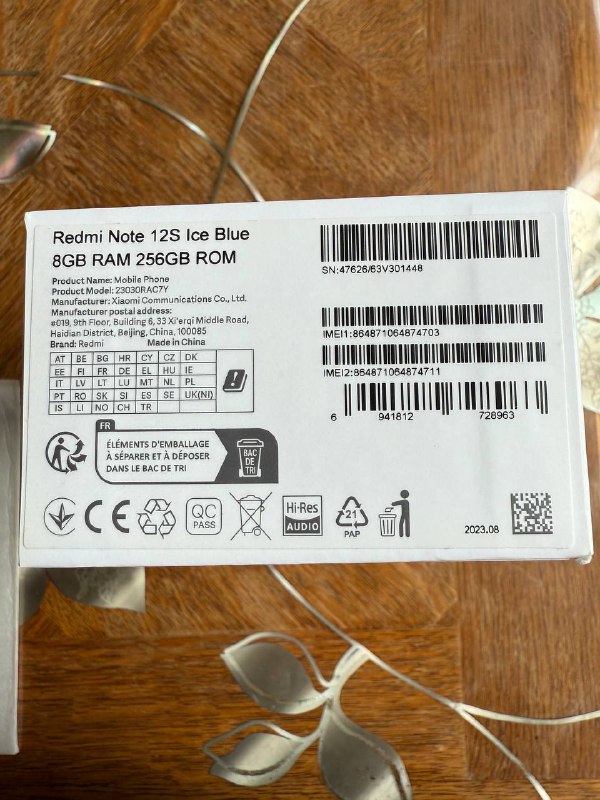 Redmi Note 12S Ice Blue
8GB RAM 256GB ROM
Product Name: Mobile Phone
Product Model: 23030RAC7Y
Manufacturer: Xiaomi Communications Co., Ltd.
Manufacturer postal address:
#019, 9th Floor, Building 6, 33 Xi'erqi Middle Road,
Haidian District, Beijing, China, 100085
Brand: Redmi Made in China
AT BE BG HR CY CZ DK
EE FI FR DE EL HU IE
IT LV LT LU MT NL PL
PT RO SK SI ES SE UK(NI)
IS LI NO CH TR
SN:47626/63V301448
IMEI1:864871064874703
IMEI2:864871064874711
6 941812 728963
FR
ÉLÉMENTS D'EMBALLAGE
À SÉPARER ET À DÉPOSER
DANS LE BAC DE TRI
BAC
DE
TRI
CE
QC
PASS
Hi-Res
AUDIO
21
PAP
2023.08